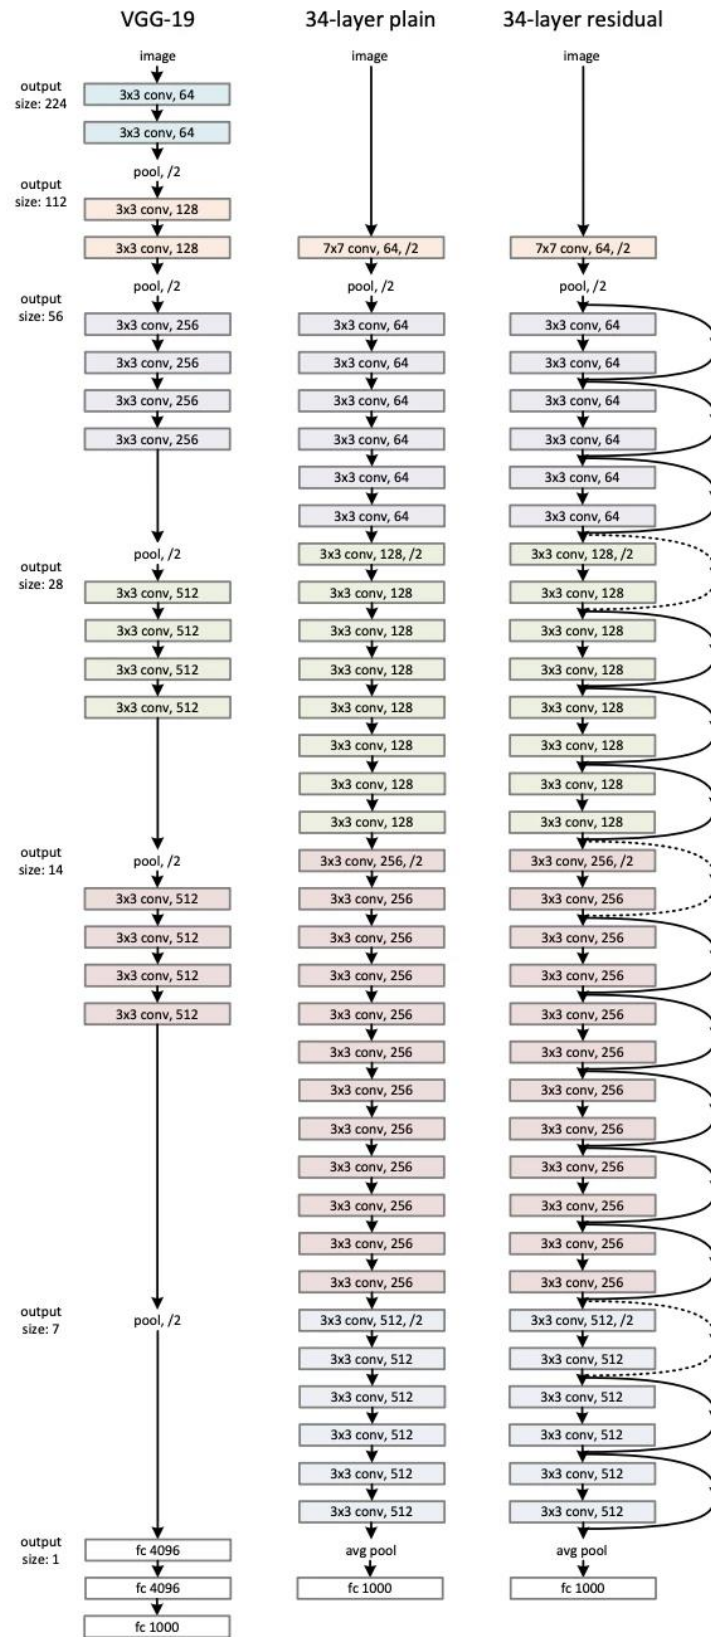 VGG-19
34-layer plain
34-layer residual
output
size: 224
output
size: 112
output
size: 56
output
size: 28
output
size: 14
output
size: 7
output
size: 1
image
3x3 conv, 64
3x3 conv, 64
pool, /2
3x3 conv, 128
3x3 conv, 128
pool, /2
3x3 conv, 256
3x3 conv, 256
3x3 conv, 256
3x3 conv, 256
pool, /2
3x3 conv, 512
3x3 conv, 512
3x3 conv, 512
3x3 conv, 512
pool, /2
3x3 conv, 512
3x3 conv, 512
3x3 conv, 512
3x3 conv, 512
pool, /2
fc 4096
fc 4096
fc 1000
image
7x7 conv, 64, /2
pool, /2
3x3 conv, 64
3x3 conv, 64
3x3 conv, 64
3x3 conv, 64
3x3 conv, 64
3x3 conv, 64
3x3 conv, 128, /2
3x3 conv, 128
3x3 conv, 128
3x3 conv, 128
3x3 conv, 128
3x3 conv, 128
3x3 conv, 128
3x3 conv, 128
3x3 conv, 256, /2
3x3 conv, 256
3x3 conv, 256
3x3 conv, 256
3x3 conv, 256
3x3 conv, 256
3x3 conv, 256
3x3 conv, 256
3x3 conv, 256
3x3 conv, 256
3x3 conv, 256
3x3 conv, 256
3x3 conv, 512, /2
3x3 conv, 512
3x3 conv, 512
3x3 conv, 512
3x3 conv, 512
3x3 conv, 512
avg pool
fc 1000
image
7x7 conv, 64, /2
pool, /2
3x3 conv, 64
3x3 conv, 64
3x3 conv, 64
3x3 conv, 64
3x3 conv, 64
3x3 conv, 64
3x3 conv, 128, /2
3x3 conv, 128
3x3 conv, 128
3x3 conv, 128
3x3 conv, 128
3x3 conv, 128
3x3 conv, 128
3x3 conv, 128
3x3 conv, 256, /2
3x3 conv, 256
3x3 conv, 256
3x3 conv, 256
3x3 conv, 256
3x3 conv, 256
3x3 conv, 256
3x3 conv, 256
3x3 conv, 256
3x3 conv, 256
3x3 conv, 256
3x3 conv, 256
3x3 conv, 512, /2
3x3 conv, 512
3x3 conv, 512
3x3 conv, 512
3x3 conv, 512
3x3 conv, 512
avg pool
fc 1000